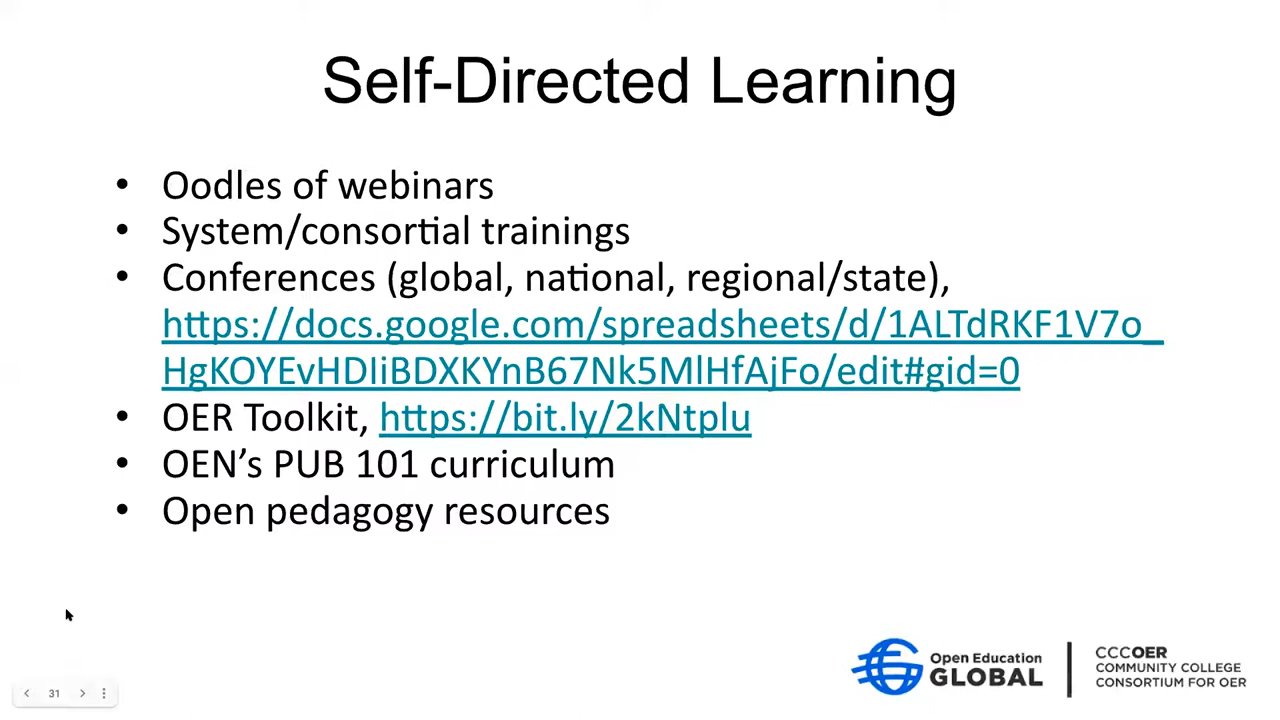 Self-Directed Learning
• Oodles of webinars
• System/consortial trainings
• Conferences (global, national, regional/state),
https://docs.google.com/spreadsheets/d/1ALTdRKF1V7o_
HgKOYEvHDIiBDXKYnB67Nk5MlHfAjFo/edit#gid=0
• OER Toolkit, https://bit.ly/2kNtplu
• OEN’s PUB 101 curriculum
• Open pedagogy resources
31
Open Education
GLOBAL
CCCOER
COMMUNITY COLLEGE
CONSORTIUM FOR OER